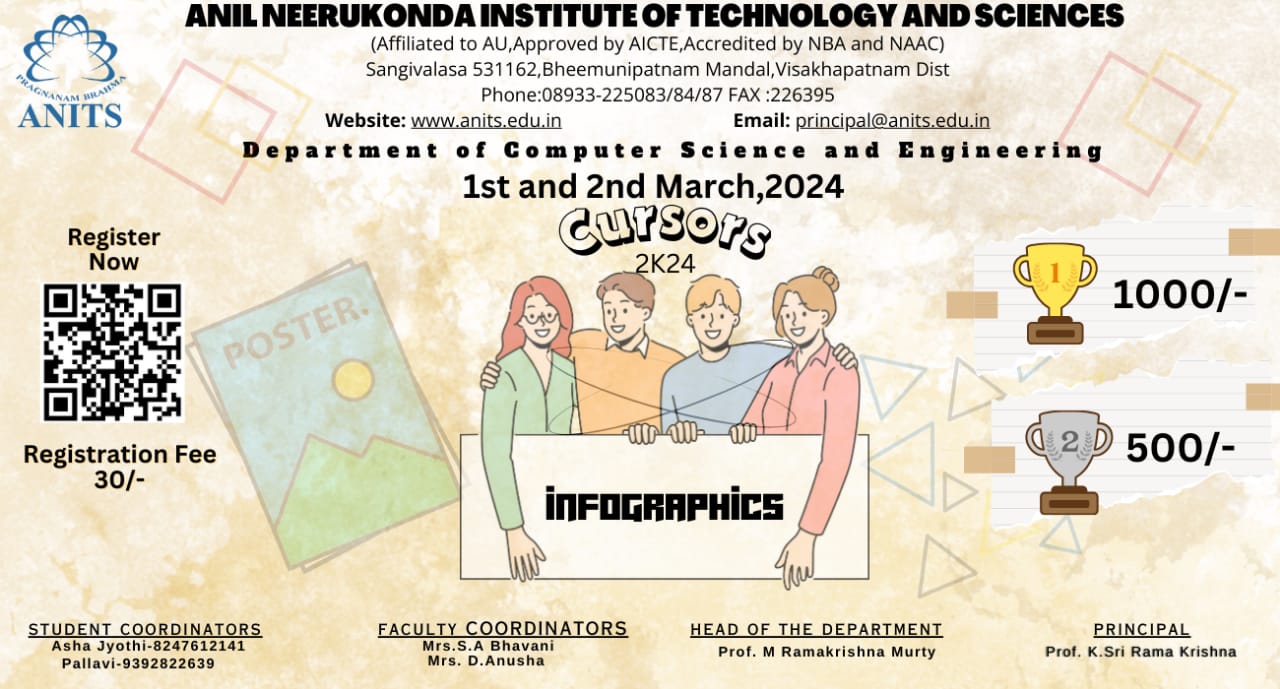 ANIL NEERUKONDA INSTITUTE OF TECHNOLOGY AND SCIENCES
(Affiliated to AU,Approved by AICTE,Accredited by NBA and NAAC)
Sangivalasa 531162,Bheemunipatnam Mandal,Visakhapatnam Dist
Phone:08933-225083/84/87 FAX :226395
Website: www.anits.edu.in Email: principal@anits.edu.in
PRAGNANAM BRAHMA
ANITS
Department of Computer Science and Engineering
1st and 2nd March,2024
Cursors
2K24
Register
Now
Registration Fee
30/-
POSTER.
INFOGRAPHICS
1 1000/-
2 500/-
STUDENT COORDINATORS
Asha Jyothi-8247612141
Pallavi-9392822639
FACULTY COORDINATORS
Mrs.S.A Bhavani
Mrs. D.Anusha
HEAD OF THE DEPARTMENT
Prof. M Ramakrishna Murty
PRINCIPAL
Prof. K.Sri Rama Krishna